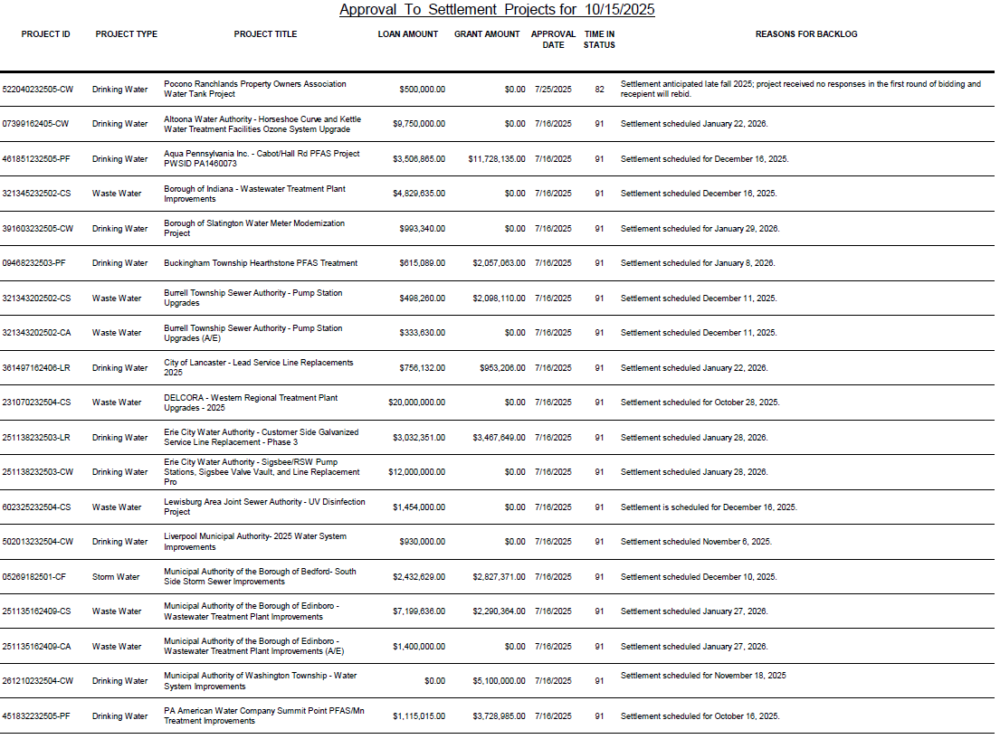 Approval To Settlement Projects for 10/15/2025
PROJECT ID PROJECT TYPE PROJECT TITLE LOAN AMOUNT GRANT AMOUNT APPROVAL DATE TIME IN STATUS REASONS FOR BACKLOG
522040232505-CW Drinking Water Pocono Ranchlands Property Owners Association Water Tank Project $500,000.00 $0.00 7/25/2025 82 Settlement anticipated late fall 2025; project received no responses in the first round of bidding and recepient will rebid.
07399162405-CW Drinking Water Altoona Water Authority - Horseshoe Curve and Kettle Water Treatment Facilities Ozone System Upgrade $9,750,000.00 $0.00 7/16/2025 91 Settlement scheduled January 22, 2026.
461851232505-PF Drinking Water Aqua Pennsylvania Inc. - Cabot/Hall Rd PFAS Project PWSID PA1460073 $3,506,865.00 $11,728,135.00 7/16/2025 91 Settlement scheduled for December 16, 2025.
321345232502-CS Waste Water Borough of Indiana - Wastewater Treatment Plant Improvements $4,829,635.00 $0.00 7/16/2025 91 Settlement scheduled December 16, 2025.
391603232505-CW Drinking Water Borough of Slatington Water Meter Modernization Project $993,340.00 $0.00 7/16/2025 91 Settlement scheduled for January 29, 2026.
09468232503-PF Drinking Water Buckingham Township Hearthstone PFAS Treatment $615,089.00 $2,057,063.00 7/16/2025 91 Settlement scheduled for January 8, 2026.
321343202502-CS Waste Water Burrell Township Sewer Authority - Pump Station Upgrades $498,260.00 $2,098,110.00 7/16/2025 91 Settlement scheduled December 11, 2025.
321343202502-CA Waste Water Burrell Township Sewer Authority - Pump Station Upgrades (A/E) $333,630.00 $0.00 7/16/2025 91 Settlement scheduled December 11, 2025.
361497162406-LR Drinking Water City of Lancaster - Lead Service Line Replacements 2025 $756,132.00 $953,206.00 7/16/2025 91 Settlement scheduled January 22, 2026.
231070232504-CS Waste Water DELCORA - Western Regional Treatment Plant Upgrades - 2025 $20,000,000.00 $0.00 7/16/2025 91 Settlement scheduled for October 28, 2025.
251138232503-LR Drinking Water Erie City Water Authority - Customer Side Galvanized Service Line Replacement - Phase 3 $3,032,351.00 $3,467,649.00 7/16/2025 91 Settlement scheduled January 28, 2026.
251138232503-CW Drinking Water Erie City Water Authority - Sigsbee/RSW Pump Stations, Sigsbee Valve Vault, and Line Replacement Pro $12,000,000.00 $0.00 7/16/2025 91 Settlement scheduled January 28, 2026.
602325232504-CS Waste Water Lewisburg Area Joint Sewer Authority - UV Disinfection Project $1,454,000.00 $0.00 7/16/2025 91 Settlement is scheduled for December 16, 2025.
502013232504-CW Drinking Water Liverpool Municipal Authority- 2025 Water System Improvements $930,000.00 $0.00 7/16/2025 91 Settlement scheduled November 6, 2025.
05269182501-CF Storm Water Municipal Authority of the Borough of Bedford- South Side Storm Sewer Improvements $2,432,629.00 $2,827,371.00 7/16/2025 91 Settlement scheduled December 10, 2025.
251135162409-CS Waste Water Municipal Authority of the Borough of Edinboro - Wastewater Treatment Plant Improvements $7,199,636.00 $2,290,364.00 7/16/2025 91 Settlement scheduled January 27, 2026.
251135162409-CA Waste Water Municipal Authority of the Borough of Edinboro - Wastewater Treatment Plant Improvements (A/E) $1,400,000.00 $0.00 7/16/2025 91 Settlement scheduled January 27, 2026.
261210232504-CW Drinking Water Municipal Authority of Washington Township - Water System Improvements $0.00 $5,100,000.00 7/16/2025 91 Settlement scheduled for November 18, 2025
451832232505-PF Drinking Water PA American Water Company Summit Point PFAS/Mn Treatment Improvements $1,115,015.00 $3,728,985.00 7/16/2025 91 Settlement scheduled for October 16, 2025.